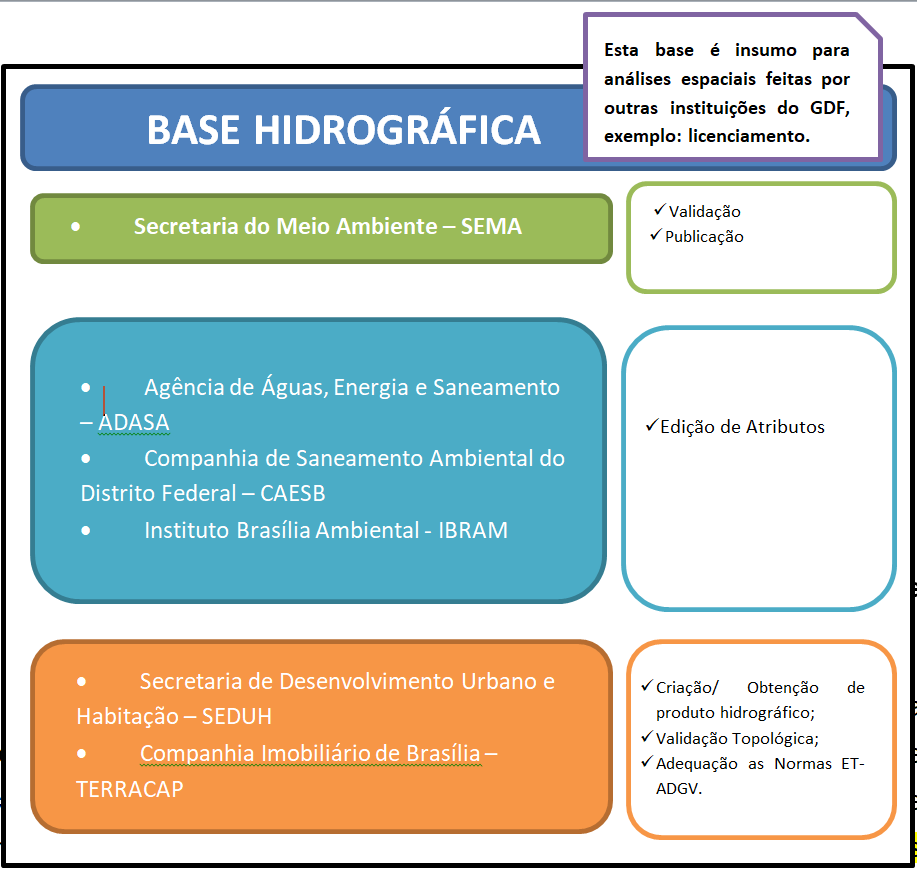 Esta base é insumo para
análises espaciais feitas por
outras instituições do GDF,
exemplo: licenciamento.
BASE HIDROGRÁFICA
• Secretaria do Meio Ambiente – SEMA
✓Validação
✓Publicação
• Agência de Águas, Energia e Saneamento
– ADASA
• Companhia de Saneamento Ambiental do
Distrito Federal – CAESB
• Instituto Brasília Ambiental - IBRAM
✓Edição de Atributos
• Secretaria de Desenvolvimento Urbano e
Habitação – SEDUH
• Companhia Imobiliário de Brasília –
TERRACAP
✓Criação/ Obtenção de
produto hidrográfico;
✓Validação Topológica;
✓Adequação as Normas ET-
ADGV.